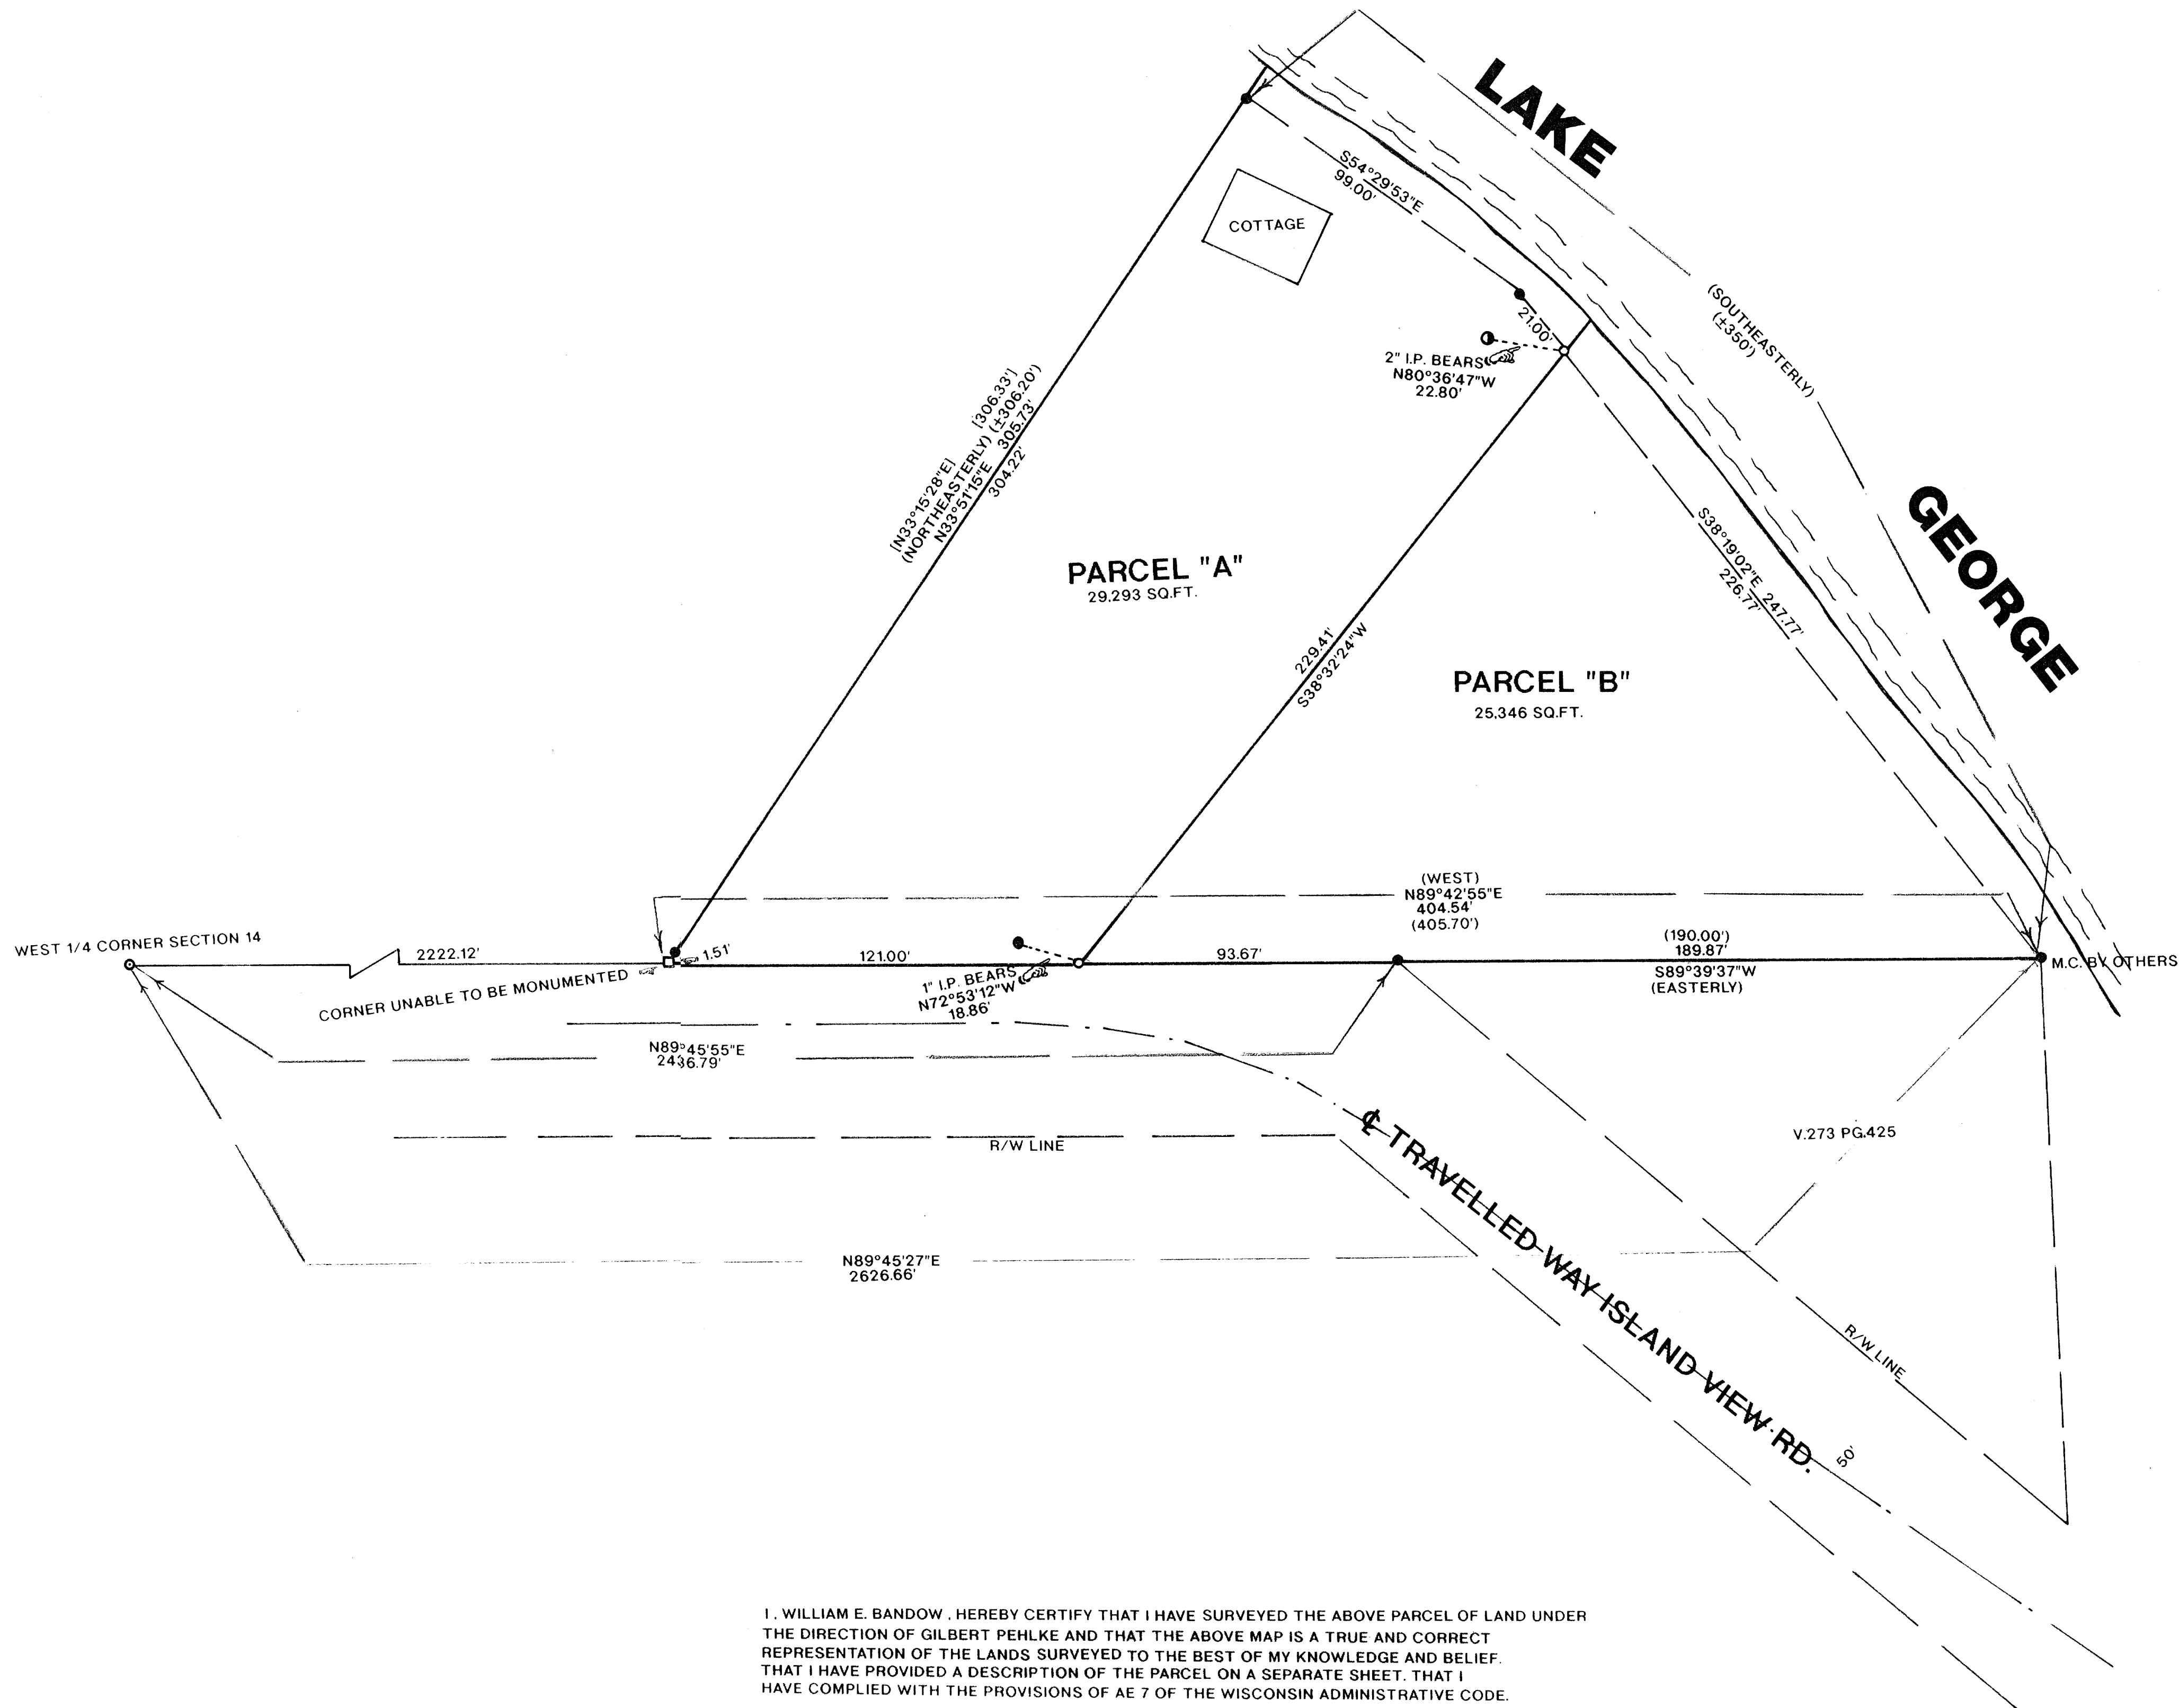 LAKE
GEORGE
S54°29'53"E
99.00'
COTTAGE
(SOUTHEASTERLY)
(±350')
21.00'
2" I.P. BEARS
N80°36'47"W
22.80'
[306.33']
[N33°15'28"E]
(NORTHEASTERLY) (±306.20')
N33°51'15"E 305.73'
304.22'
PARCEL "A"
29,293 SQ.FT.
S38°19'02"E 247.77'
226.77'
229.41'
S38°32'24"W
PARCEL "B"
25,346 SQ.FT.
(WEST)
N89°42'55"E
404.54'
(405.70')
WEST 1/4 CORNER SECTION 14
2222.12'
1.51'
121.00'
93.67'
(190.00')
189.87'
S89°39'37"W
(EASTERLY)
M.C. BY OTHERS
CORNER UNABLE TO BE MONUMENTED
1" I.P. BEARS
N72°53'12"W
18.86'
N89°45'55"E
2436.79'
R/W LINE
V.273 PG.425
℄ TRAVELLED WAY ISLAND VIEW RD.
50'
R/W LINE
N89°45'27"E
2626.66'
I, WILLIAM E. BANDOW, HEREBY CERTIFY THAT I HAVE SURVEYED THE ABOVE PARCEL OF LAND UNDER
THE DIRECTION OF GILBERT PEHLKE AND THAT THE ABOVE MAP IS A TRUE AND CORRECT
REPRESENTATION OF THE LANDS SURVEYED TO THE BEST OF MY KNOWLEDGE AND BELIEF.
THAT I HAVE PROVIDED A DESCRIPTION OF THE PARCEL ON A SEPARATE SHEET. THAT I
HAVE COMPLIED WITH THE PROVISIONS OF AE 7 OF THE WISCONSIN ADMINISTRATIVE CODE.